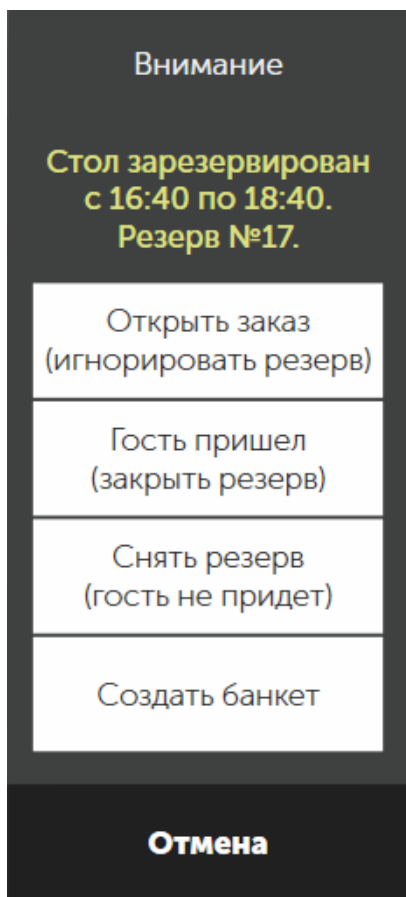 Внимание
Стол зарезервирован
с 16:40 по 18:40.
Резерв №17.
Открыть заказ
(игнорировать резерв)
Гость пришел
(закрыть резерв)
Снять резерв
(гость не придет)
Создать банкет
Отмена